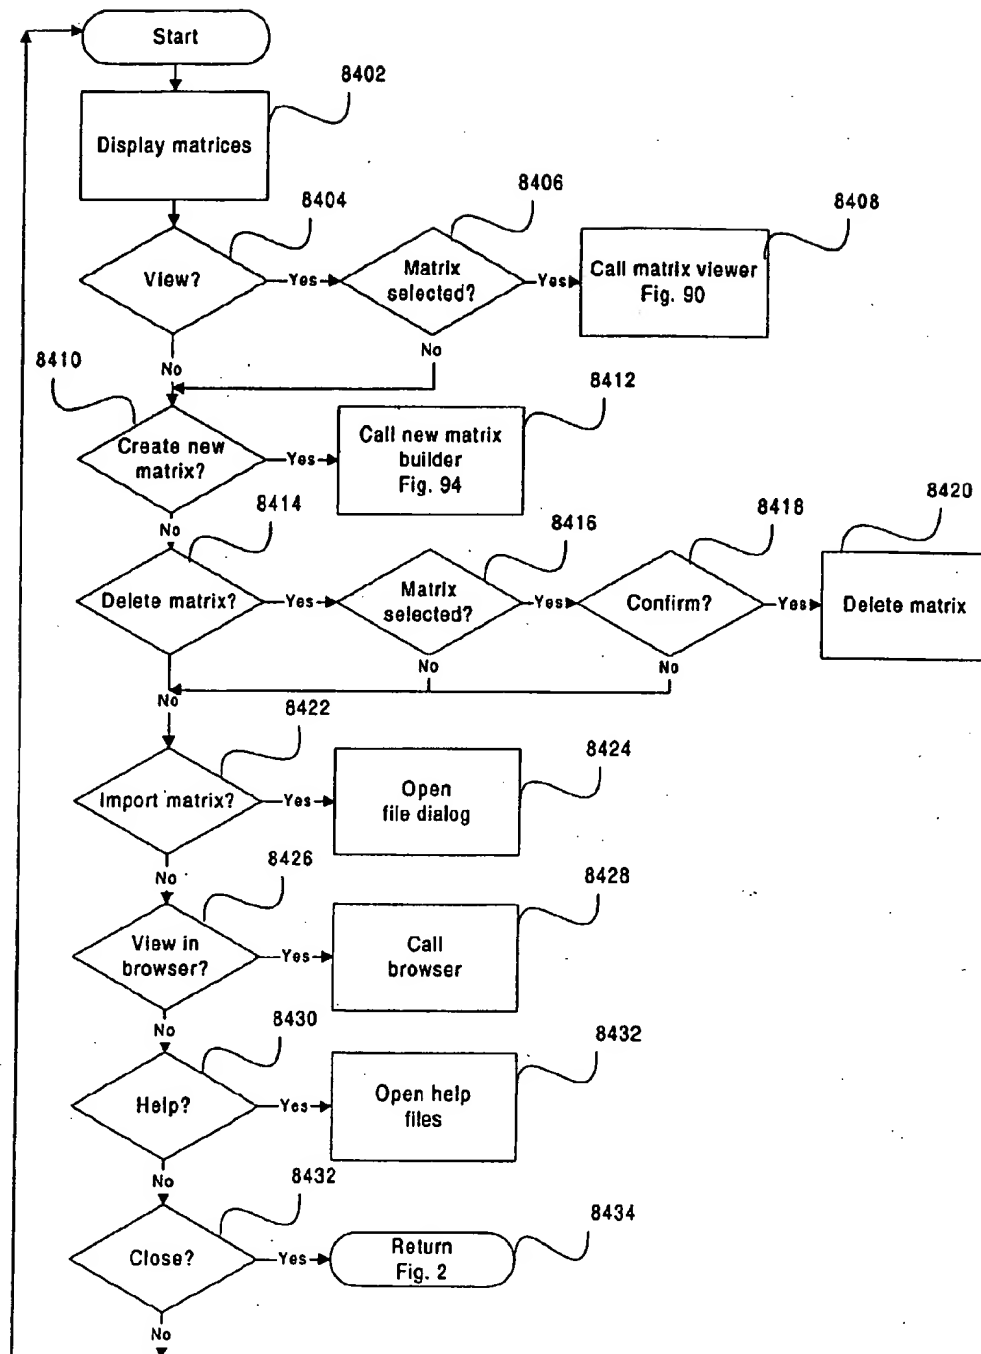 Start
8402
Display matrices
8404
8406
8408
View?
Yes
Matrix
selected?
Yes
Call matrix viewer
Fig. 90
No
No
8410
8412
Create new
matrix?
Yes
Call new matrix
builder
Fig. 94
No
8414
8416
8418
8420
Delete matrix?
Yes
Matrix
selected?
Yes
Confirm?
Yes
Delete matrix
No
No
No
8422
8424
Import matrix?
Yes
Open
file dialog
No
8426
8428
View in
browser?
Yes
Call
browser
No
8430
8432
Help?
Yes
Open help
files
No
8432
8434
Close?
Yes
Return
Fig. 2
No